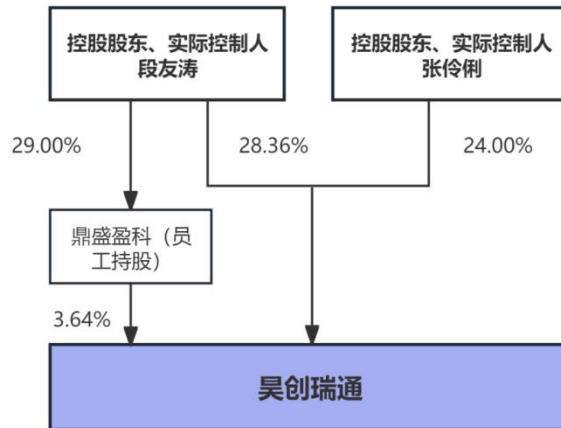 控股股东、实际控制人
段友涛
控股股东、实际控制人
张伶俐
29.00%
28.36%
24.00%
鼎盛盈科（员
工持股）
3.64%
昊创瑞通